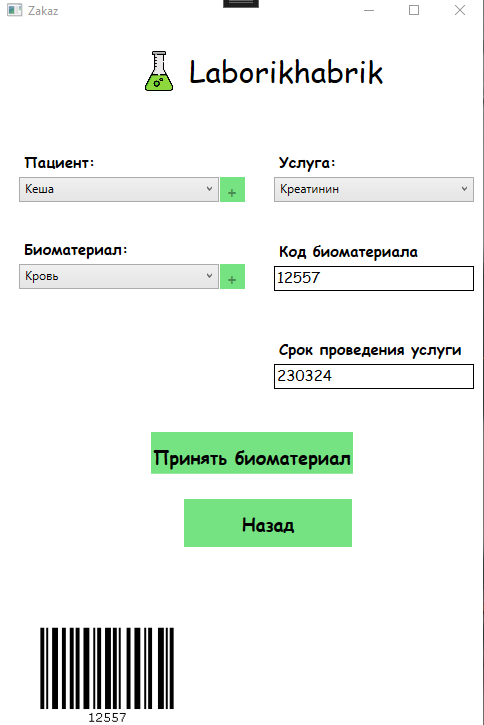 Zakaz
Laborikhabrik
Пациент:
Услуга:
Кеша
+
Креатинин
Биоматериал:
Код биоматериала
Кровь
+
12557
Срок проведения услуги
230324
Принять биоматериал
Назад
12557